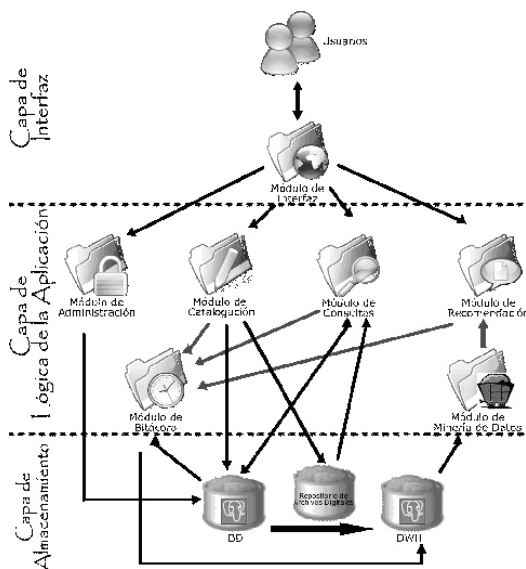 Usuarios
Capa de
Interfaz
Módulo de
Interfaz
Capa de
Lógica de la Aplicación
Módulo de
Administración
Módulo de
Catalogución
Módulo de
Consultas
Módulo de
Recomendación
Módulo de
Bitácora
Módulo de
Minería de Datos
Capa de
Almacenamiento
BD
Repositorio de
Archivos Digitales
DWH